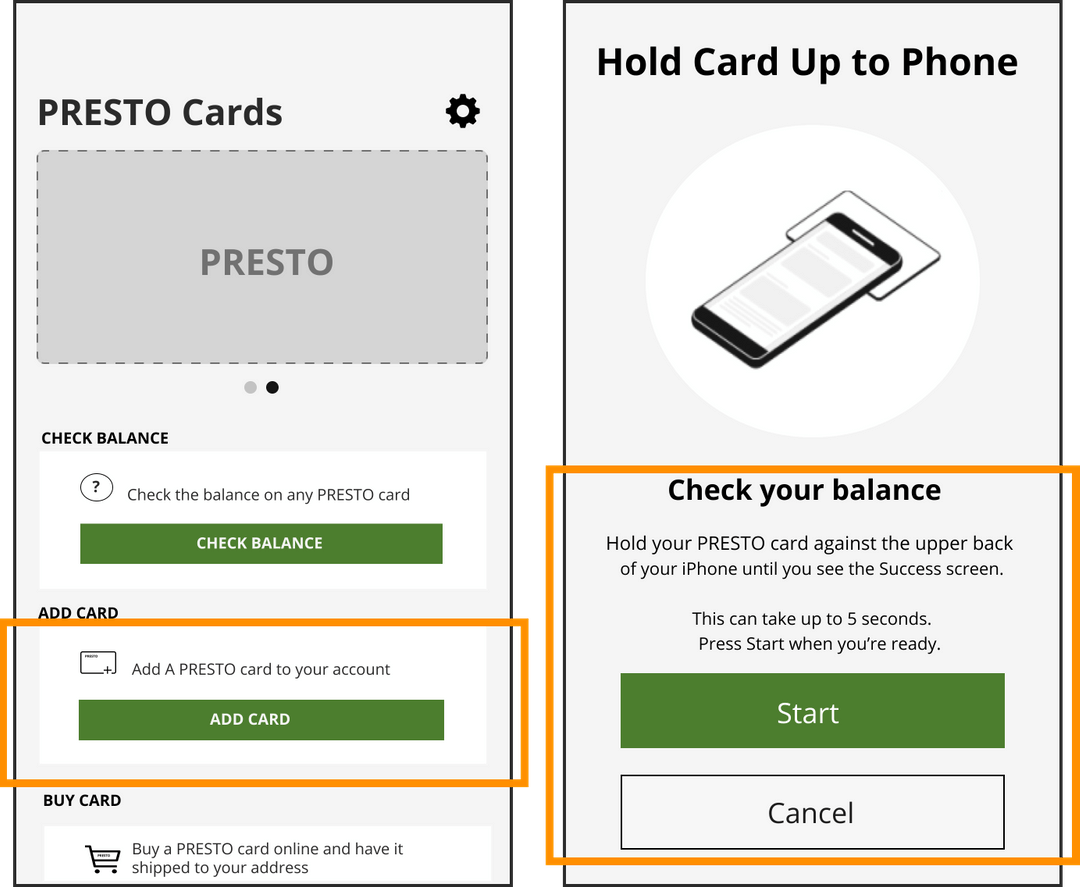 PRESTO Cards
PRESTO
CHECK BALANCE
?
Check the balance on any PRESTO card
CHECK BALANCE
ADD CARD
PRESTO
Add A PRESTO card to your account
ADD CARD
BUY CARD
PRESTO
Buy a PRESTO card online and have it
shipped to your address
Hold Card Up to Phone
Check your balance
Hold your PRESTO card against the upper back
of your iPhone until you see the Success screen.
This can take up to 5 seconds.
Press Start when you’re ready.
Start
Cancel